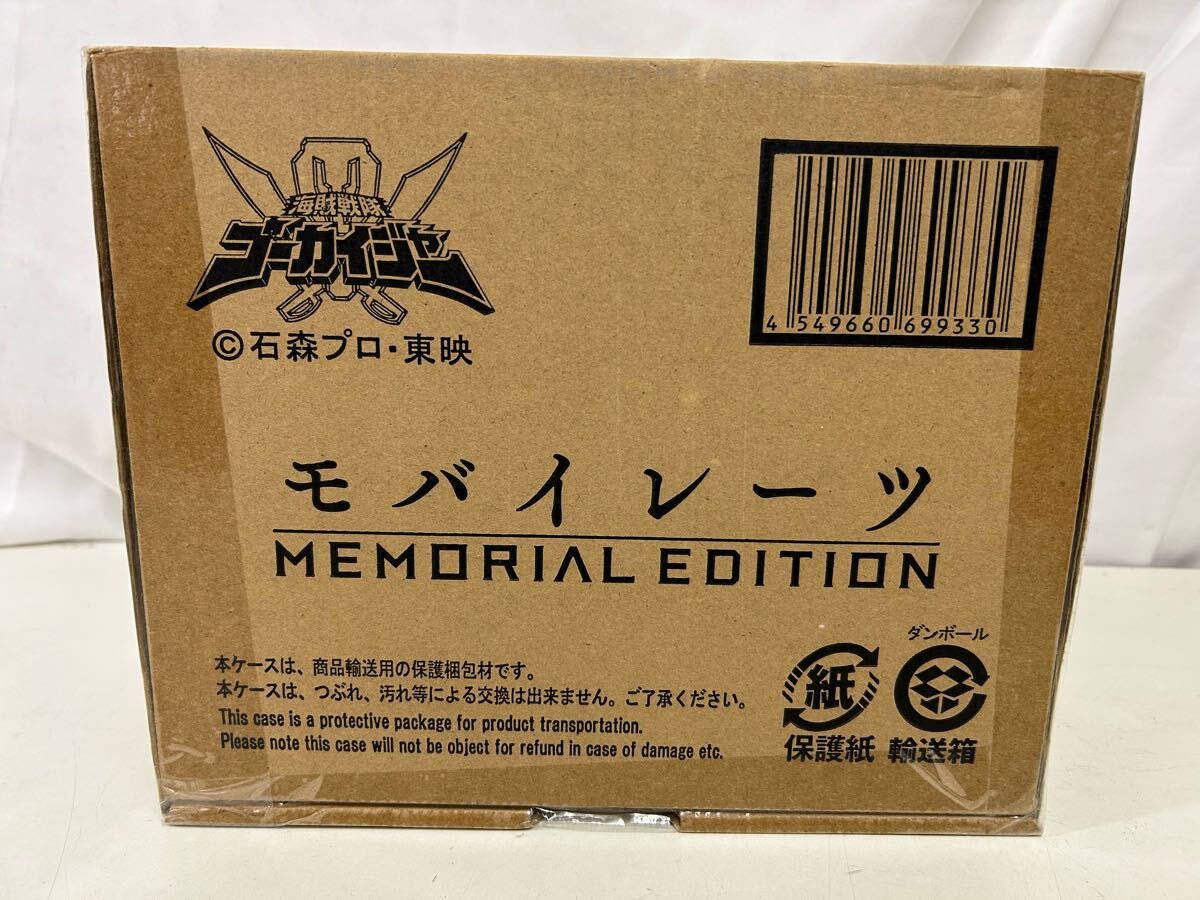 海賊戦隊
ゴーカイジャー
©石森プロ・東映
4 549660 699330
モバイレーツ
MEMORIAL EDITION
ダンボール
本ケースは、商品輸送用の保護梱包材です。
本ケースは、つぶれ、汚れ等による交換は出来ません。ご了承ください。
This case is a protective package for product transportation.
Please note this case will not be object for refund in case of damage etc.
紙
保護紙 輸送箱